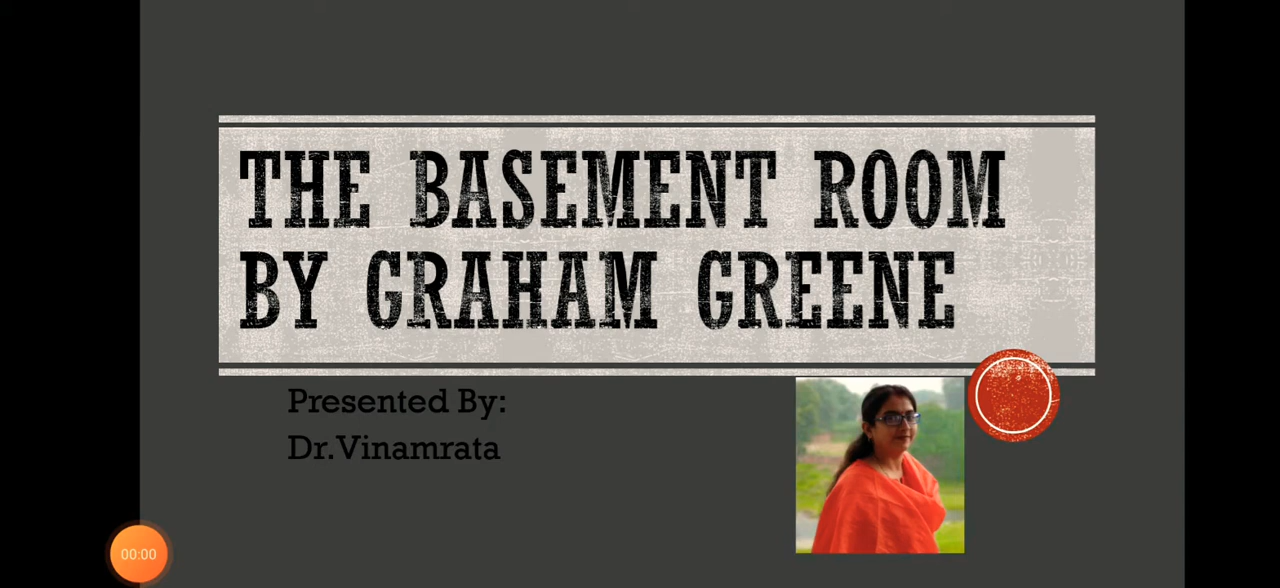 THE BASEMENT ROOM
BY GRAHAM GREENE
Presented By:
Dr.Vinamrata
00:00